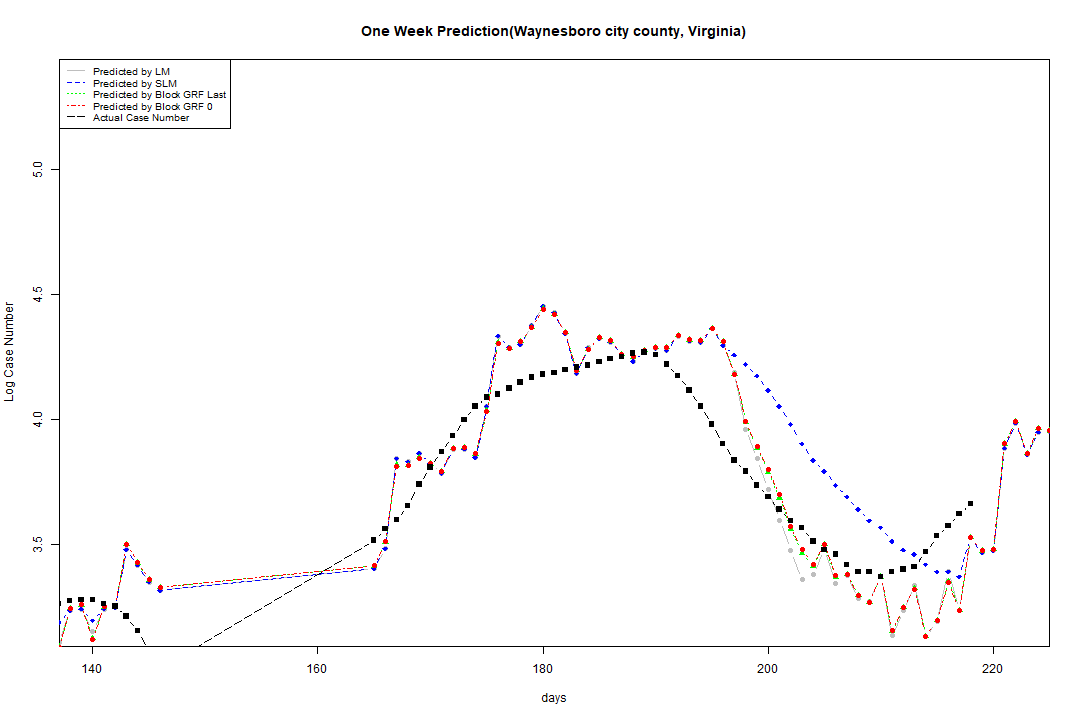 One Week Prediction(Waynesboro city county, Virginia)
Predicted by LM
Predicted by SLM
Predicted by Block GRF Last
Predicted by Block GRF 0
Actual Case Number
5.0
4.5
4.0
3.5
Log Case Number
140 160 180 200 220
days